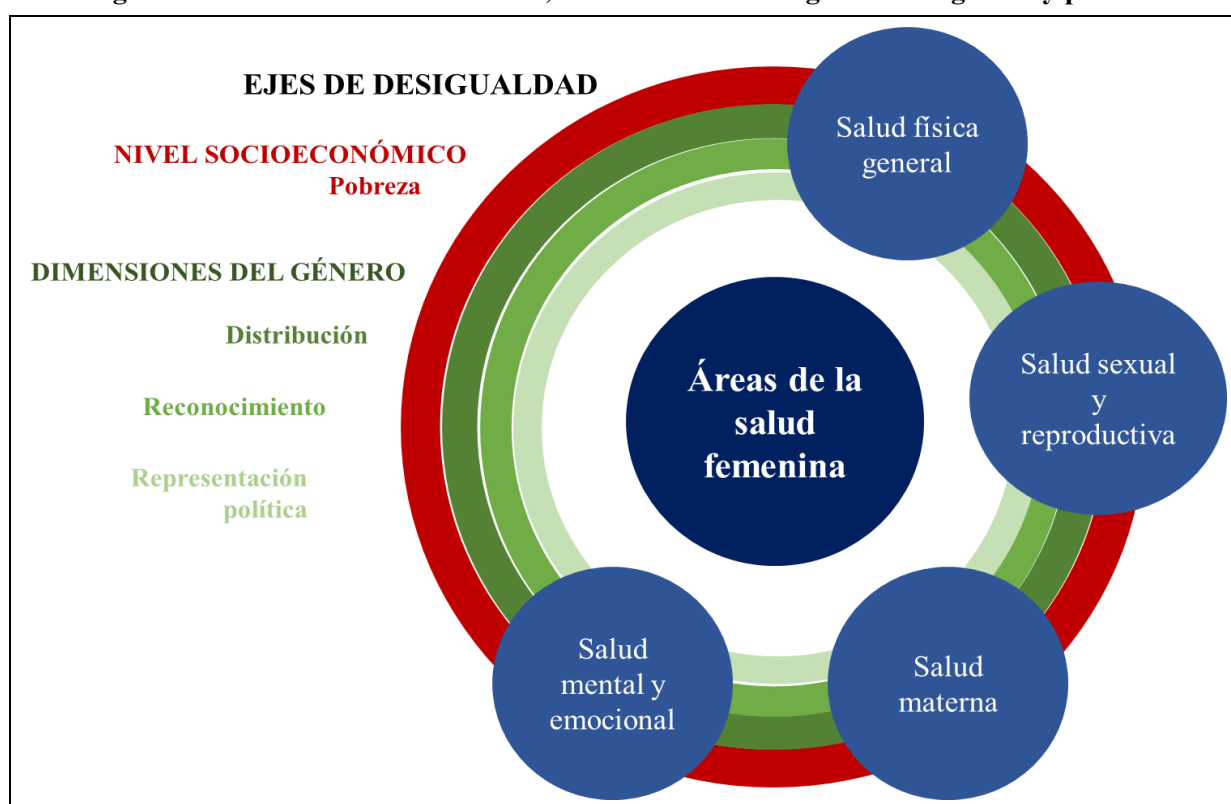 EJES DE DESIGUALDAD
NIVEL SOCIOECONÓMICO
Pobreza
DIMENSIONES DEL GÉNERO
Distribución
Reconocimiento
Representación
política
Salud física
general
Salud sexual
y
reproductiva
Áreas de la
salud
femenina
Salud
mental y
emocional
Salud
materna